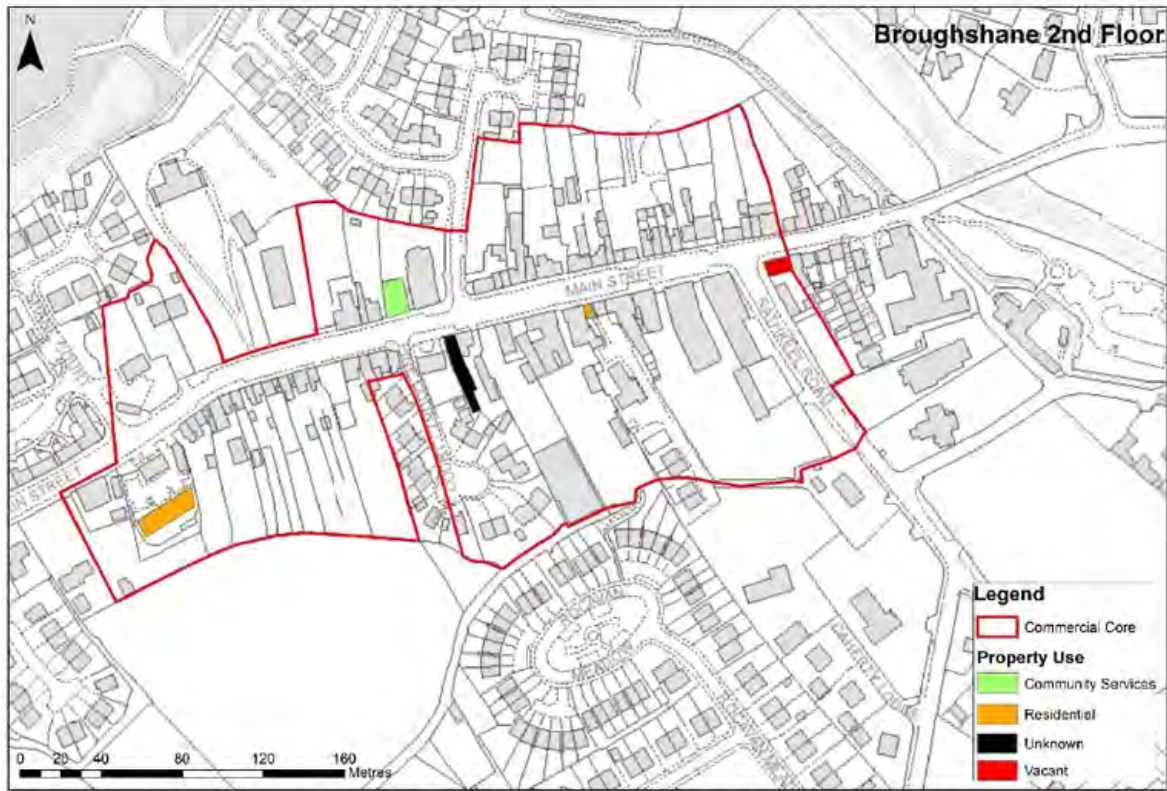 N
Broughshane 2nd Floor
MAIN STREET
Legend
Commercial Core
Property Use
Community Services
Residential
Unknown
Vacant
0 20 40 80 120 160
Metres